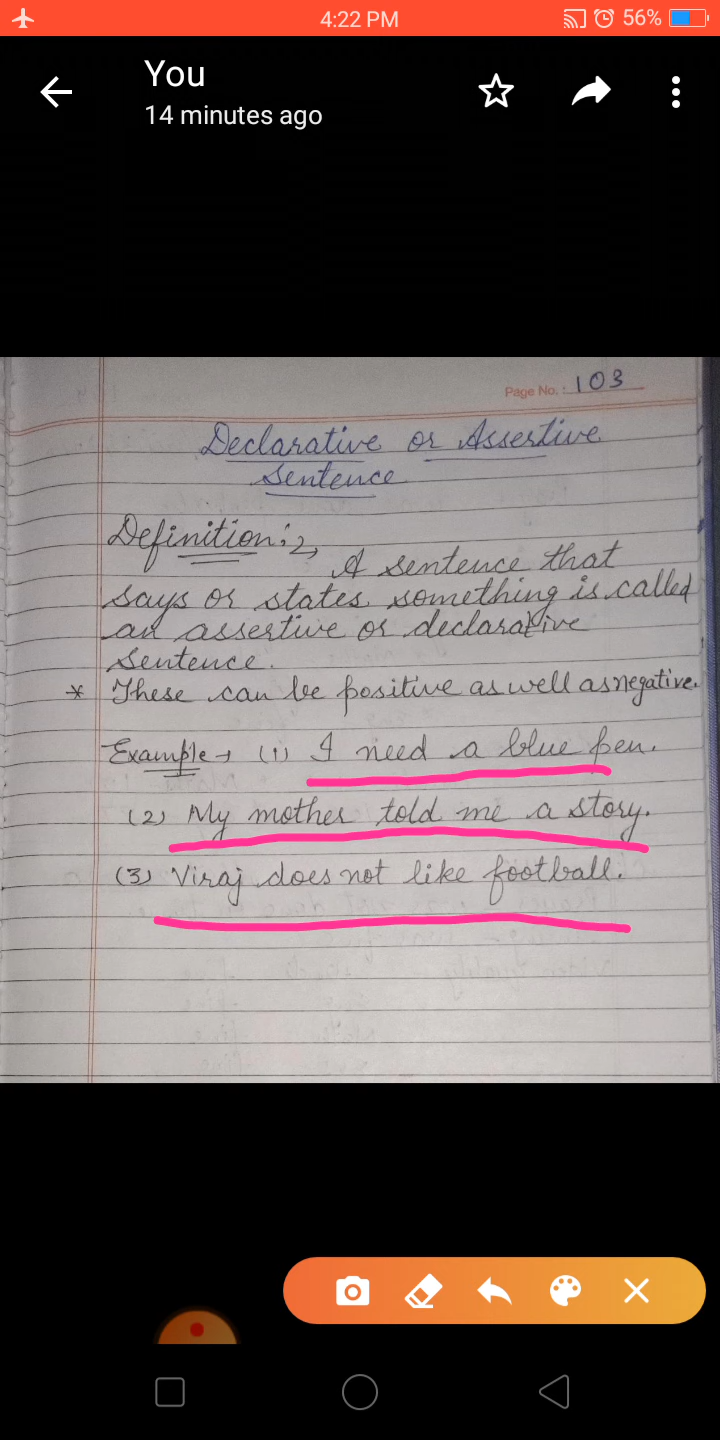 4:22 PM
56%
You
14 minutes ago
Page No. : 103
Declarative or Assertive
Sentence
Definition :-
A sentence that
says or states something is called
an assertive or declarative
sentence.
* These can be positive as well as negative.
Example → (1) I need a blue pen.
(2) My mother told me a story.
(3) Viraj does not like football.